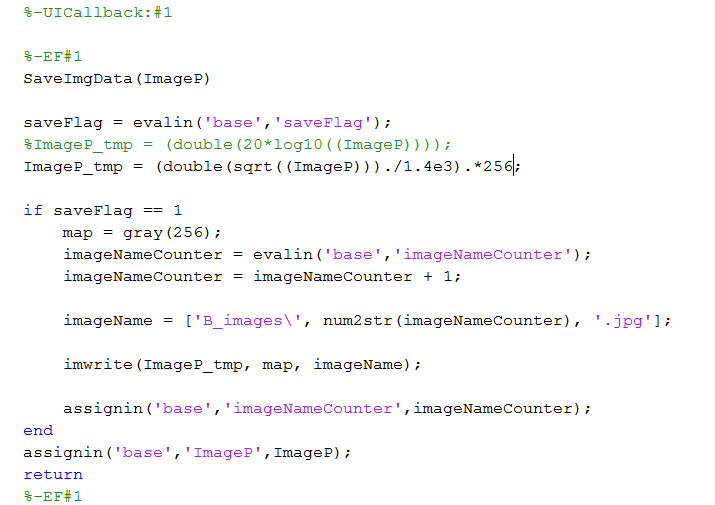 %-UICallback:#1
%-EF#1
SaveImgData(ImageP)
saveFlag = evalin('base','saveFlag');
%ImageP_tmp = (double(20*log10((ImageP))));
ImageP_tmp = (double(sqrt((ImageP)))./1.4e3).*256;
if saveFlag == 1
map = gray(256);
imageNameCounter = evalin('base','imageNameCounter');
imageNameCounter = imageNameCounter + 1;
imageName = ['B_images\', num2str(imageNameCounter), '.jpg'];
imwrite(ImageP_tmp, map, imageName);
assignin('base','imageNameCounter',imageNameCounter);
end
assignin('base','ImageP',ImageP);
return
%-EF#1